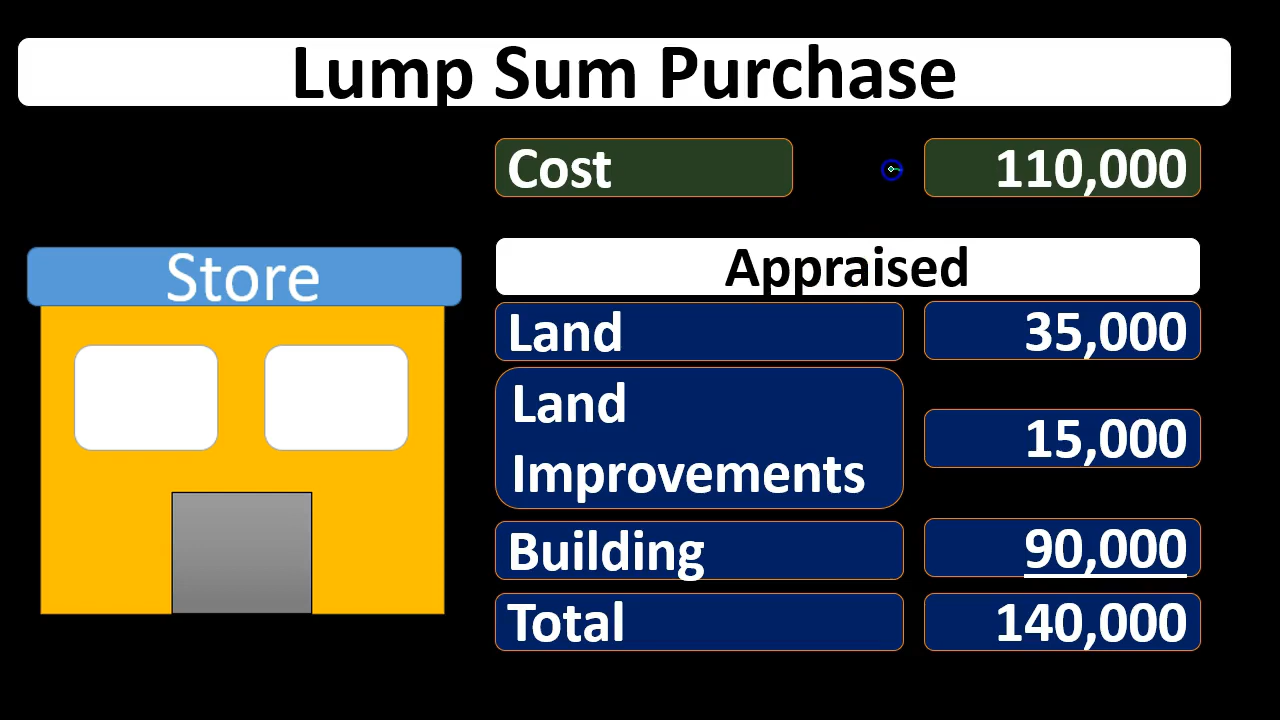 Lump Sum Purchase
Cost 110,000
Store
Appraised
Land 35,000
Land
Improvements
15,000
Building 90,000
Total 140,000